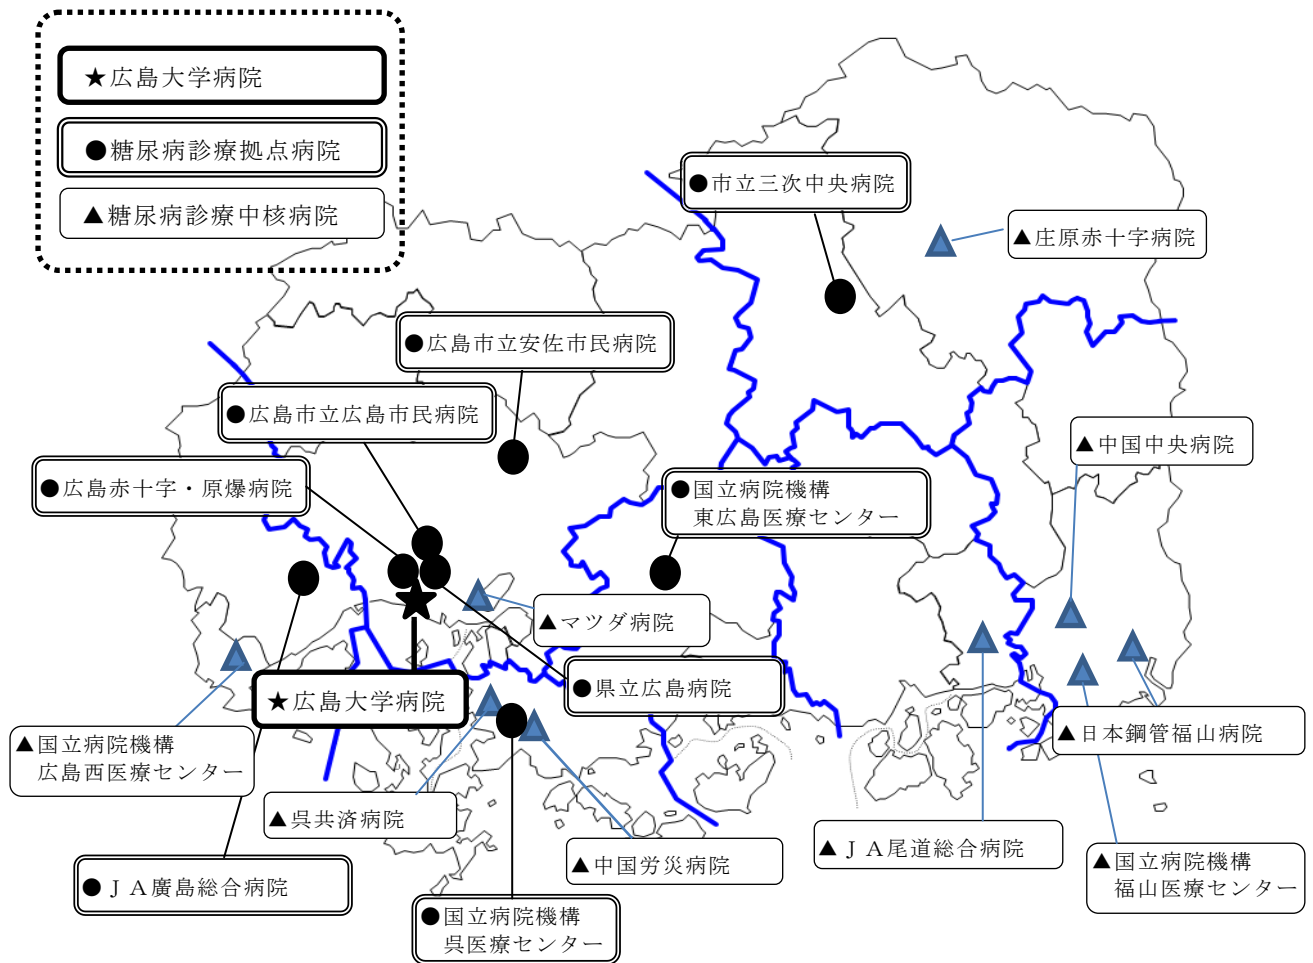 ★広島大学病院
●糖尿病診療拠点病院
▲糖尿病診療中核病院
●市立三次中央病院
▲庄原赤十字病院
●広島市立安佐市民病院
●広島市立広島市民病院
▲中国中央病院
●広島赤十字・原爆病院
●国立病院機構
東広島医療センター
▲マツダ病院
●県立広島病院
★広島大学病院
▲国立病院機構
広島西医療センター
▲日本鋼管福山病院
▲呉共済病院
▲中国労災病院
▲ＪＡ尾道総合病院
▲国立病院機構
福山医療センター
●ＪＡ廣島総合病院
●国立病院機構
呉医療センター